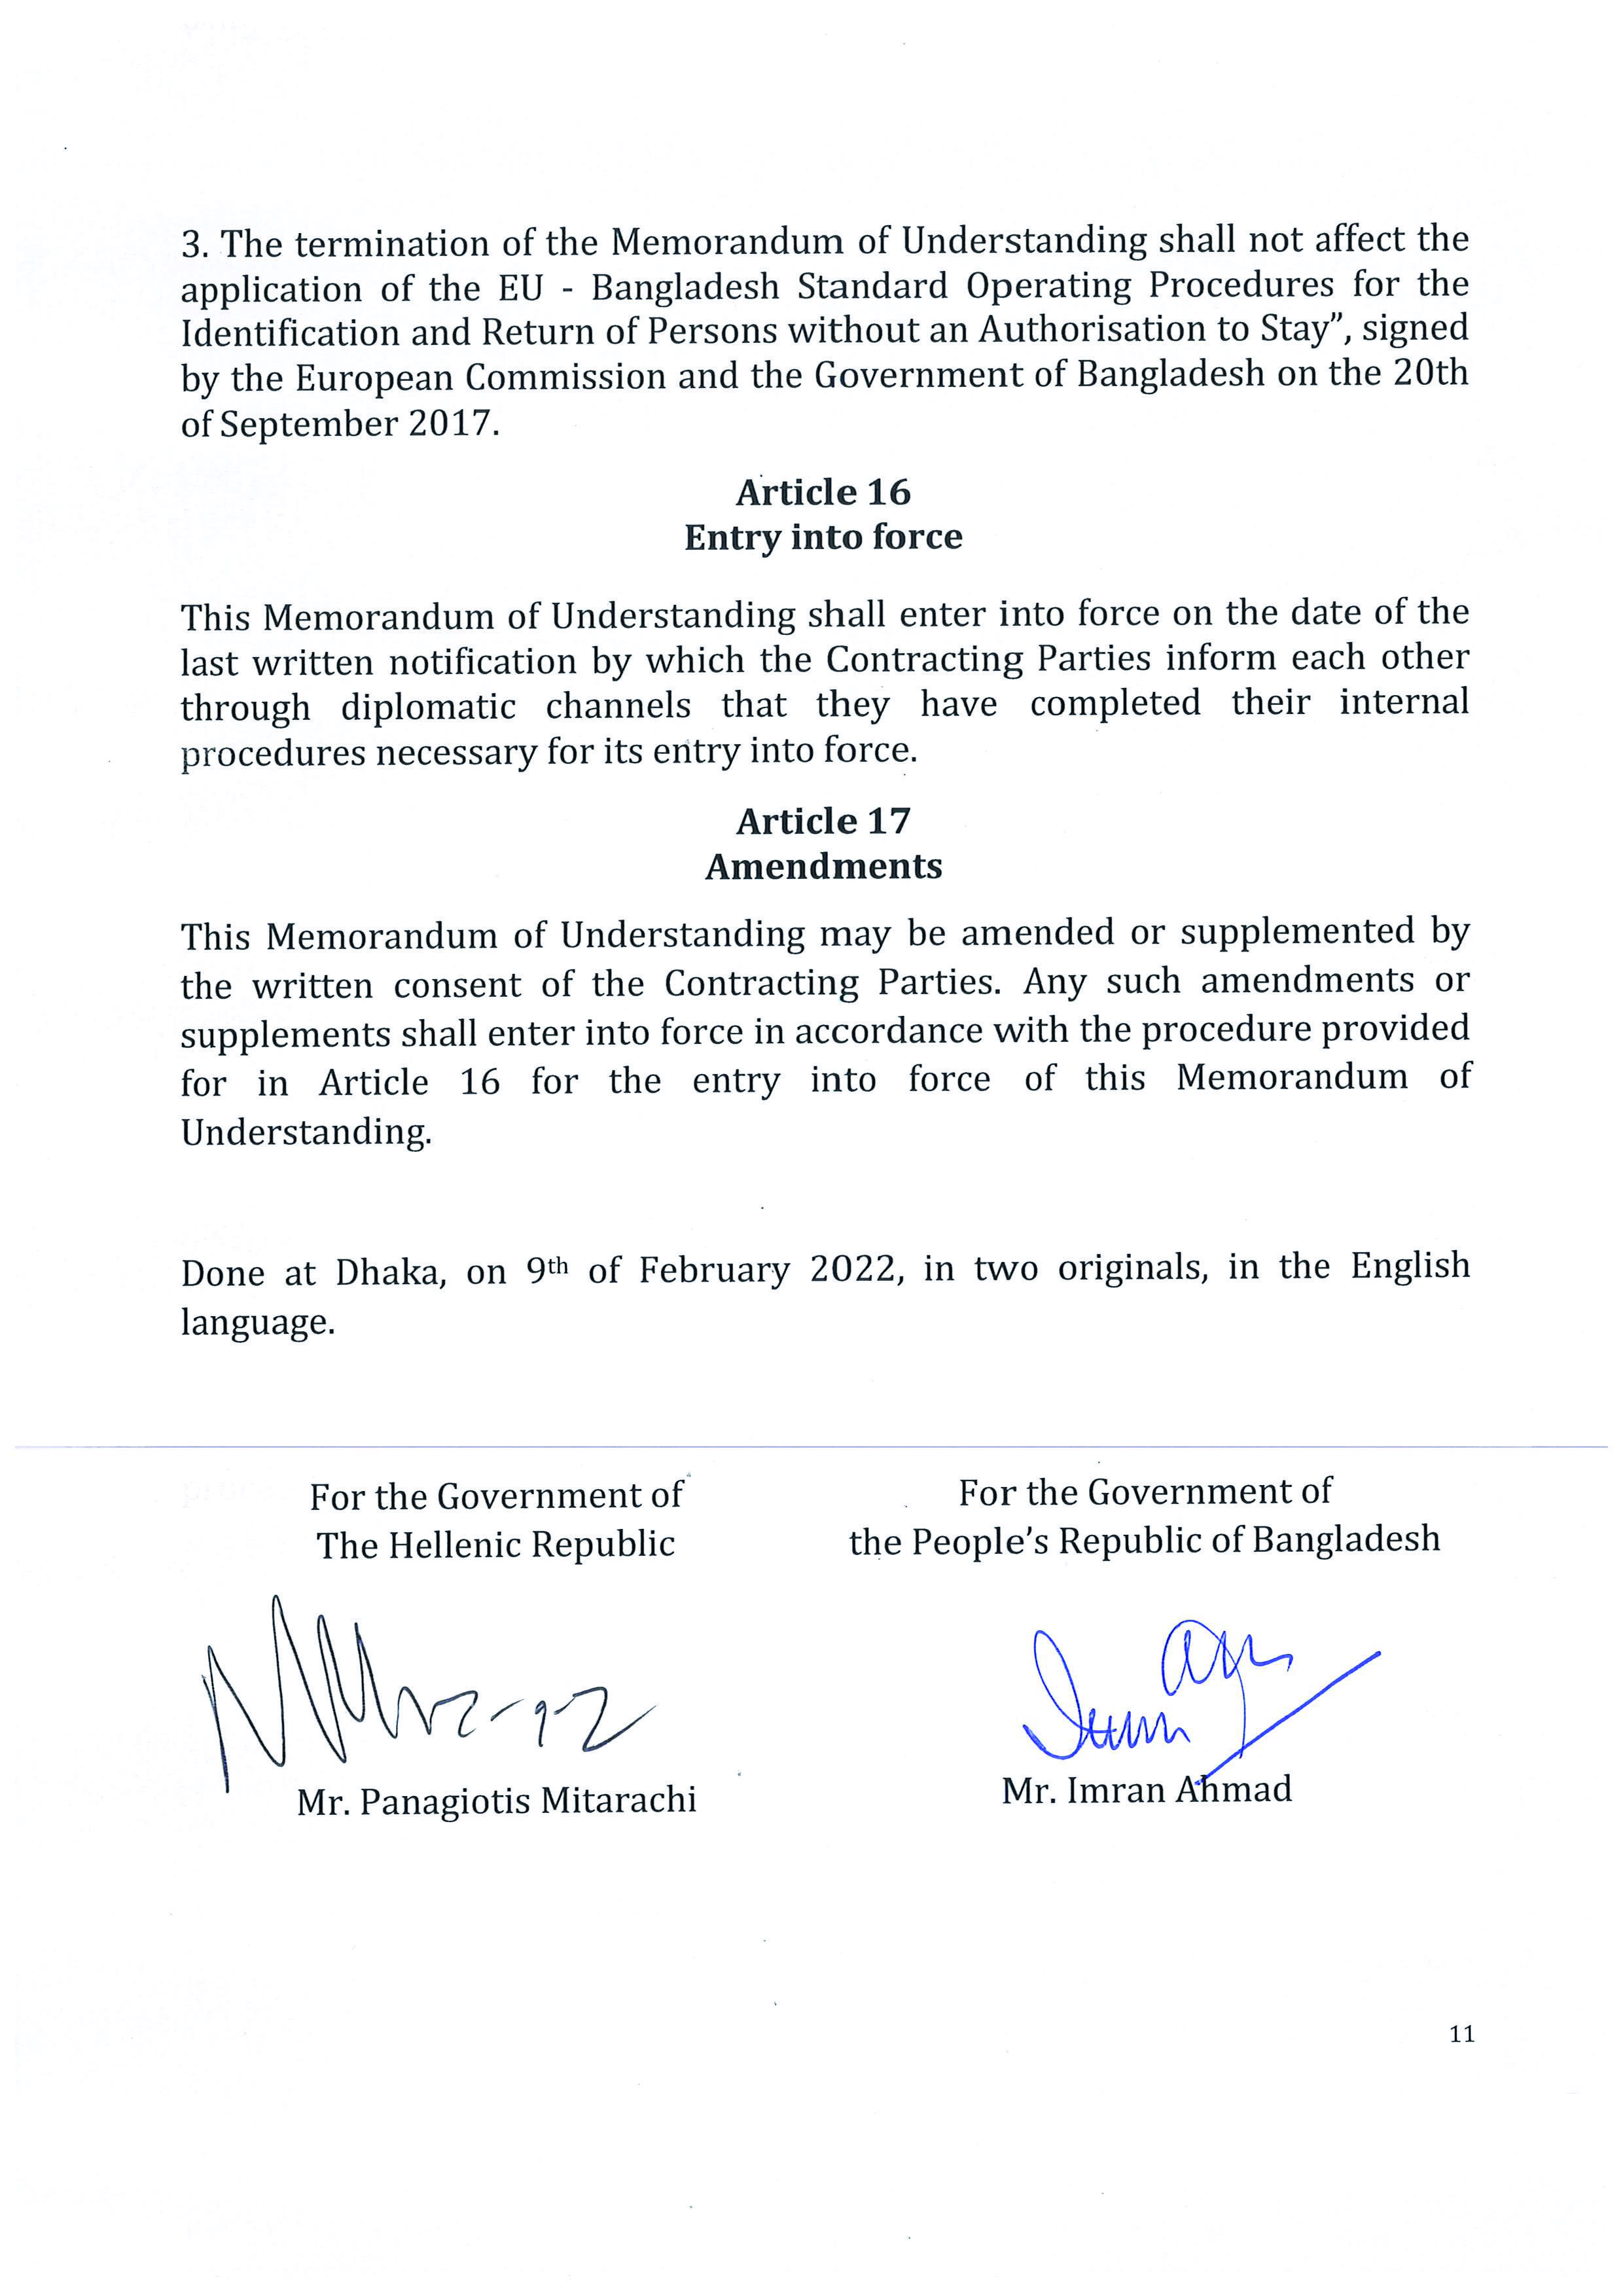 3. The termination of the Memorandum of Understanding shall not affect the
application of the EU - Bangladesh Standard Operating Procedures for the
Identification and Return of Persons without an Authorisation to Stay”, signed
by the European Commission and the Government of Bangladesh on the 20th
of September 2017.
Article 16
Entry into force
This Memorandum of Understanding shall enter into force on the date of the
last written notification by which the Contracting Parties inform each other
through diplomatic channels that they have completed their internal
procedures necessary for its entry into force.
Article 17
Amendments
This Memorandum of Understanding may be amended or supplemented by
the written consent of the Contracting Parties. Any such amendments or
supplements shall enter into force in accordance with the procedure provided
for in Article 16 for the entry into force of this Memorandum of
Understanding.
Done at Dhaka, on 9th of February 2022, in two originals, in the English
language.
For the Government of
The Hellenic Republic
Mr. Panagiotis Mitarachi
For the Government of
the People’s Republic of Bangladesh
Mr. Imran Ahmad
11